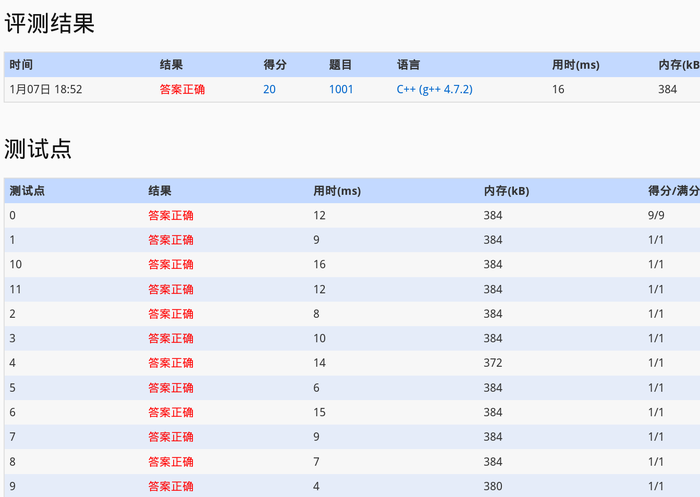 评测结果
时间 结果 得分 题目 语言 用时(ms) 内存(kB
1月07日 18:52 答案正确 20 1001 C++ (g++ 4.7.2) 16 384
测试点
测试点 结果 用时(ms) 内存(kB) 得分/满分
0 答案正确 12 384 9/9
1 答案正确 9 384 1/1
10 答案正确 16 384 1/1
11 答案正确 12 384 1/1
2 答案正确 8 384 1/1
3 答案正确 10 384 1/1
4 答案正确 14 372 1/1
5 答案正确 6 384 1/1
6 答案正确 15 384 1/1
7 答案正确 9 384 1/1
8 答案正确 7 384 1/1
9 答案正确 4 380 1/1